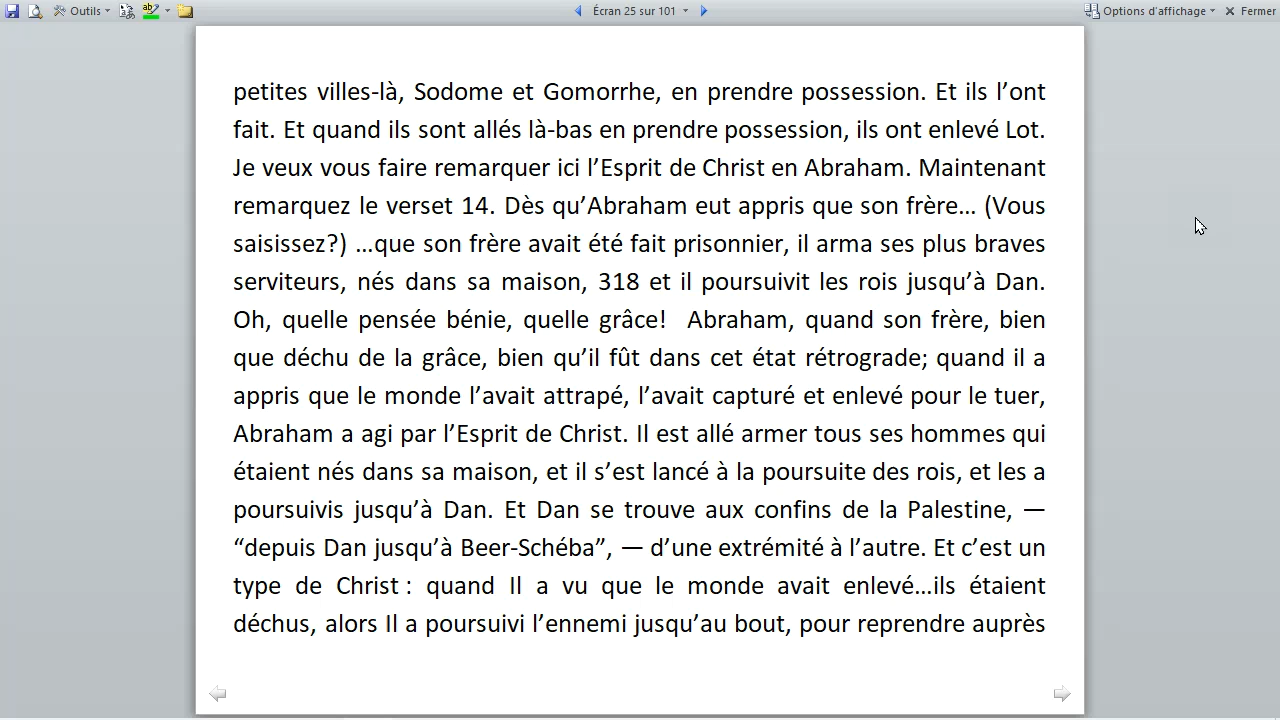 Outils
Écran 25 sur 101
Options d'affichage
Fermer
petites villes-là, Sodome et Gomorrhe, en prendre possession. Et ils l’ont
fait. Et quand ils sont allés là-bas en prendre possession, ils ont enlevé Lot.
Je veux vous faire remarquer ici l’Esprit de Christ en Abraham. Maintenant
remarquez le verset 14. Dès qu’Abraham eut appris que son frère… (Vous
saisissez?) …que son frère avait été fait prisonnier, il arma ses plus braves
serviteurs, nés dans sa maison, 318 et il poursuivit les rois jusqu’à Dan.
Oh, quelle pensée bénie, quelle grâce!  Abraham, quand son frère, bien
que déchu de la grâce, bien qu’il fût dans cet état rétrograde; quand il a
appris que le monde l’avait attrapé, l’avait capturé et enlevé pour le tuer,
Abraham a agi par l’Esprit de Christ. Il est allé armer tous ses hommes qui
étaient nés dans sa maison, et il s’est lancé à la poursuite des rois, et les a
poursuivis jusqu’à Dan. Et Dan se trouve aux confins de la Palestine, —
“depuis Dan jusqu’à Beer-Schéba”, — d’une extrémité à l’autre. Et c’est un
type de Christ : quand Il a vu que le monde avait enlevé…ils étaient
déchus, alors Il a poursuivi l’ennemi jusqu’au bout, pour reprendre auprès